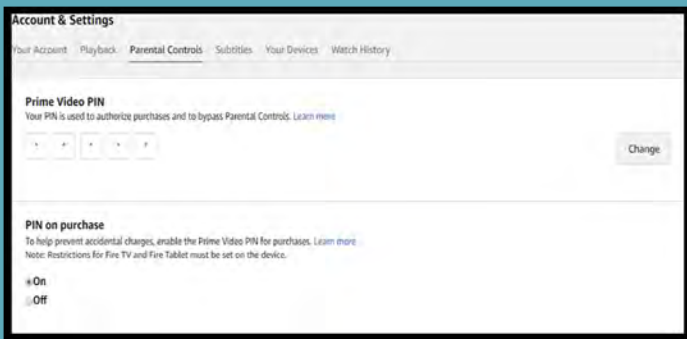 Account & Settings
Your Account Playback Parental Controls Subtitles Your Devices Watch History
Prime Video PIN
Your PIN is used to authorize purchases and to bypass Parental Controls. Learn more
* * * * *
Change
PIN on purchase
To help prevent accidental charges, enable the Prime Video PIN for purchases. Learn more
Note: Restrictions for Fire TV and Fire Tablet must be set on the device.
On
Off